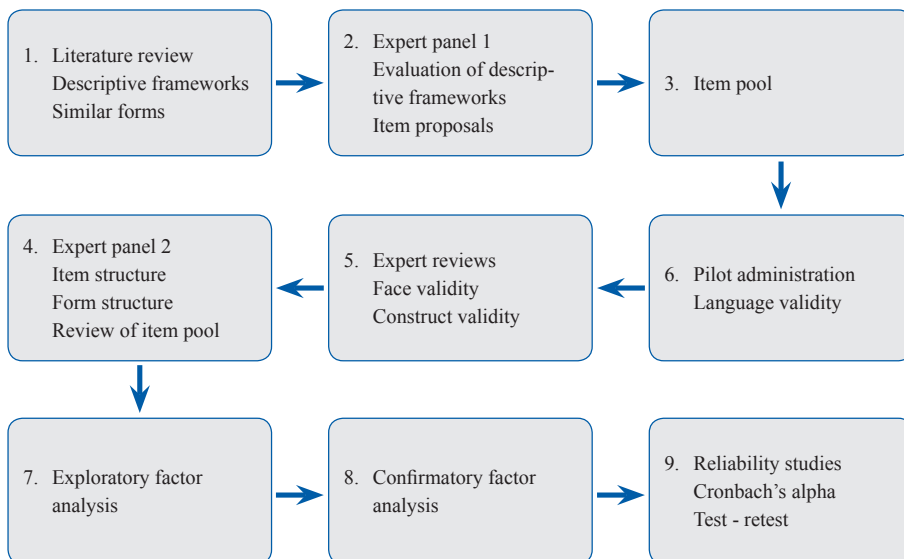 1. Literature review
Descriptive frameworks
Similar forms
2. Expert panel 1
Evaluation of descrip-
tive frameworks
Item proposals
3. Item pool
4. Expert panel 2
Item structure
Form structure
Review of item pool
5. Expert reviews
Face validity
Construct validity
6. Pilot administration
Language validity
7. Exploratory factor
analysis
8. Confirmatory factor
analysis
9. Reliability studies
Cronbach's alpha
Test - retest